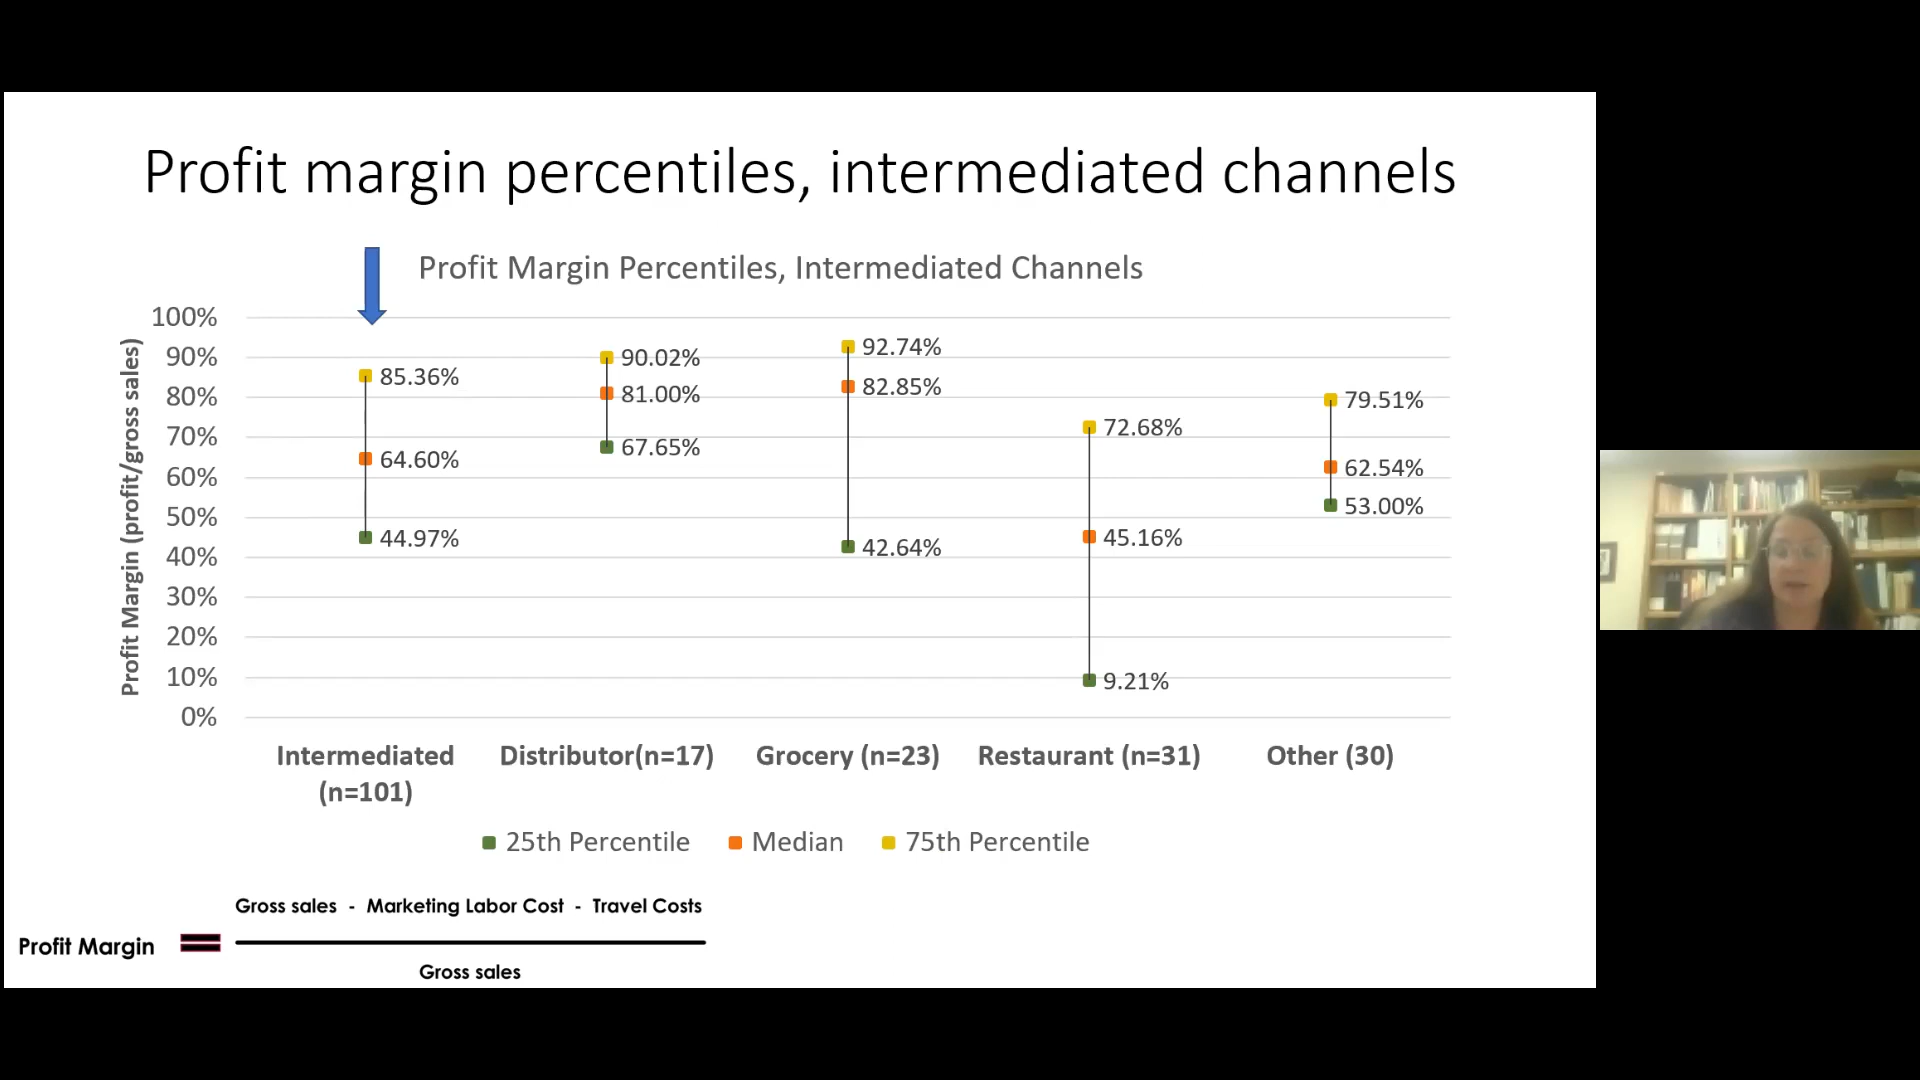 Profit margin percentiles, intermediated channels
Profit Margin Percentiles, Intermediated Channels
Profit Margin (profit/gross sales)
100%
90%
80%
70%
60%
50%
40%
30%
20%
10%
0%
85.36%
64.60%
44.97%
90.02%
81.00%
67.65%
92.74%
82.85%
42.64%
72.68%
45.16%
9.21%
79.51%
62.54%
53.00%
Intermediated
(n=101)
Distributor(n=17)
Grocery (n=23)
Restaurant (n=31)
Other (30)
25th Percentile
Median
75th Percentile
Gross sales - Marketing Labor Cost - Travel Costs
Profit Margin =
Gross sales